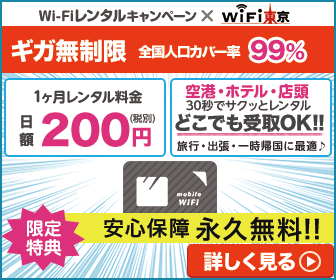 Wi-Fiレンタルキャンペーン × WiFi東京
ギガ無制限 全国人口カバー率 99%
1ヶ月レンタル料金
日額200円(税別)
空港・ホテル・店頭
30秒でサクッとレンタル
どこでも受取OK!!
旅行・出張・一時帰国に最適♪
mobile
WiFi
限定
特典
安心保障 永久無料!!
詳しく見る